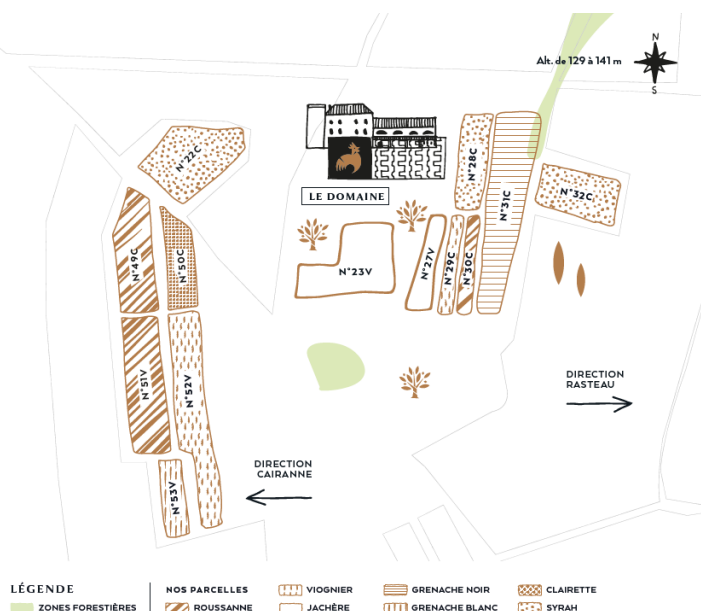 N
Alt. de 129 à 141 m
S
N°22C
N°28C
N°31C
N°32C
LE DOMAINE
N°49C
N°50C
N°23V
N°27V
N°29C
N°30C
N°51V
N°52V
DIRECTION
RASTEAU
DIRECTION
CAIRANNE
N°53V
LÉGENDE
ZONES FORESTIÈRES
NOS PARCELLES
ROUSSANNE
VIOGNIER
JACHÈRE
GRENACHE NOIR
GRENACHE BLANC
CLAIRETTE
SYRAH